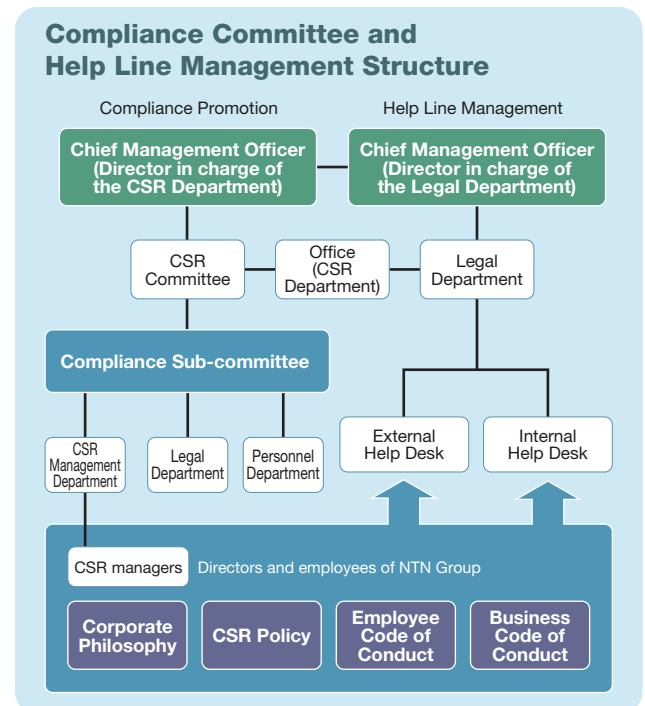 Compliance Committee and
Help Line Management Structure
Compliance Promotion
Help Line Management
Chief Management Officer
(Director in charge of
the CSR Department)
Chief Management Officer
(Director in charge of
the Legal Department)
CSR
Committee
Office
(CSR
Department)
Legal
Department
Compliance Sub-committee
CSR
Management
Department
Legal
Department
Personnel
Department
External
Help Desk
Internal
Help Desk
CSR managers
Directors and employees of NTN Group
Corporate
Philosophy
CSR Policy
Employee
Code of
Conduct
Business
Code of
Conduct